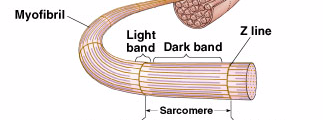 Myofibril
Z line
Light
band
Dark band
Sarcomere